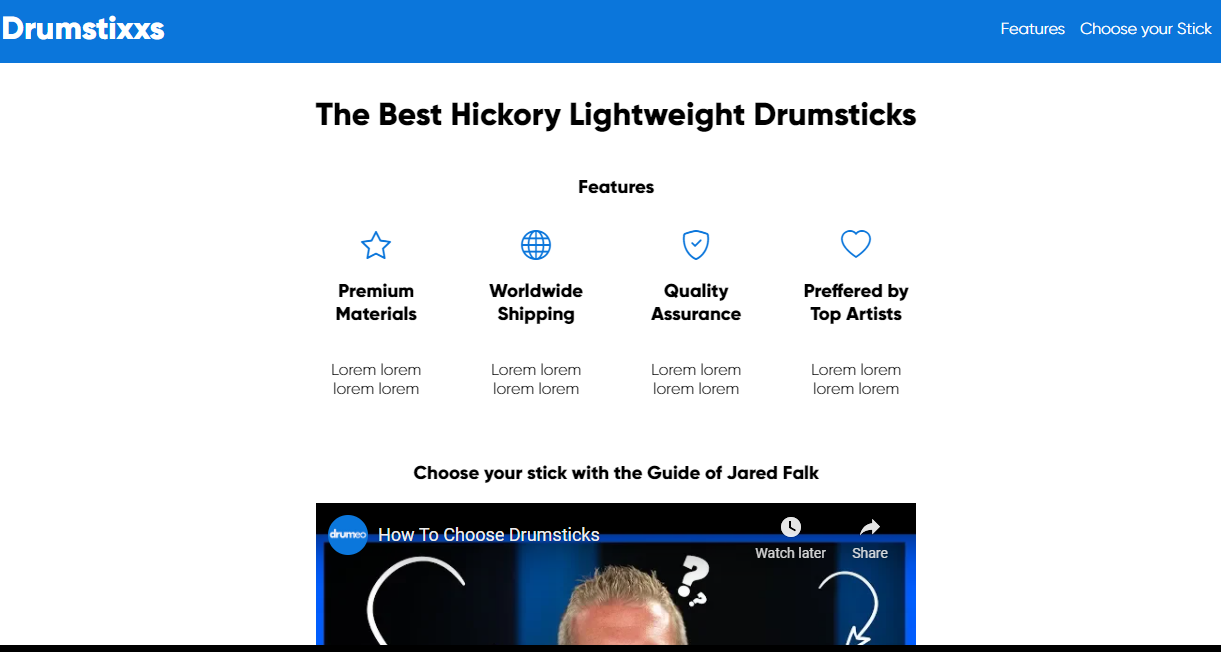 Drumstixxs
Features Choose your Stick
The Best Hickory Lightweight Drumsticks
Features
Premium
Materials
Worldwide
Shipping
Quality
Assurance
Preffered by
Top Artists
Lorem lorem
lorem lorem
Lorem lorem
lorem lorem
Lorem lorem
lorem lorem
Lorem lorem
lorem lorem
Choose your stick with the Guide of Jared Falk
drumeo
How To Choose Drumsticks
Watch later
Share
? ?